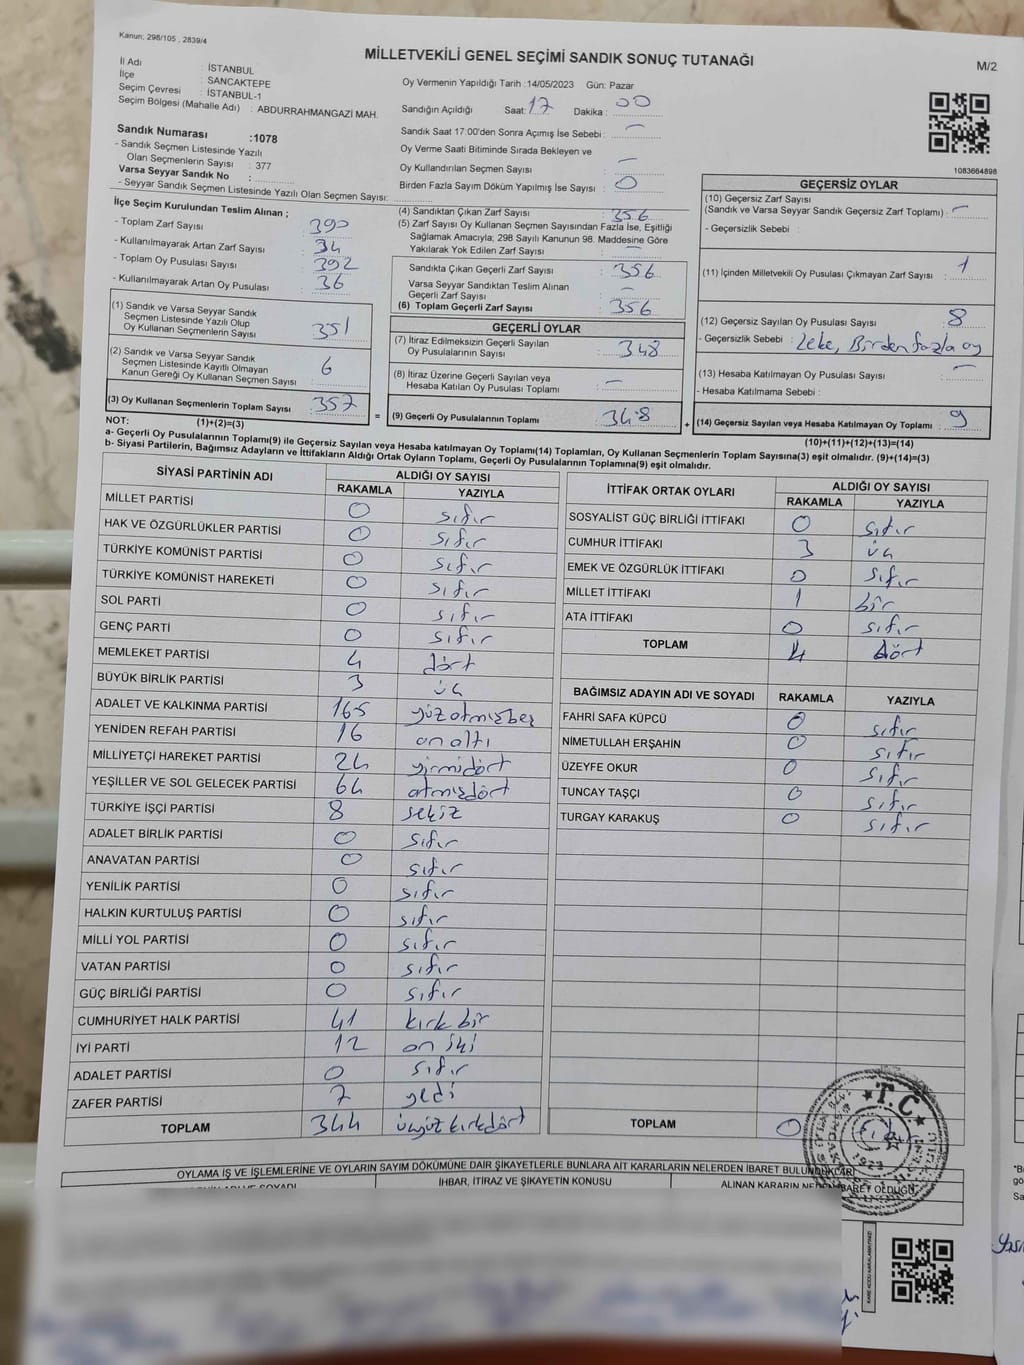 Kanun; 298/105 , 2839/4
MİLLETVEKİLİ GENEL SEÇİMİ SANDIK SONUÇ TUTANAĞI
M/2
İl Adı : İSTANBUL
İlçe : SANCAKTEPE
Seçim Çevresi : İSTANBUL-1
Seçim Bölgesi (Mahalle Adı) : ABDURRAHMANGAZİ MAH.
Sandık Numarası :1078
- Sandık Seçmen Listesinde Yazılı
Olan Seçmenlerin Sayısı : 377
Varsa Seyyar Sandık No :
- Seyyar Sandık Seçmen Listesinde Yazılı Olan Seçmen Sayısı:
Oy Vermenin Yapıldığı Tarih :14/05/2023 Gün: Pazar
Sandığın Açıldığı Saat: 17 Dakika : 00
Sandık Saat 17:00'den Sonra Açımış İse Sebebi : —
Oy Verme Saati Bitiminde Sırada Bekleyen ve
Oy Kullandırılan Seçmen Sayısı : —
Birden Fazla Sayım Döküm Yapılmış İse Sayısı : 0
1083664898
İlçe Seçim Kurulundan Teslim Alınan ;
- Toplam Zarf Sayısı : 390
- Kullanılmayarak Artan Zarf Sayısı : 34
- Toplam Oy Pusulası Sayısı : 392
- Kullanılmayarak Artan Oy Pusulası : 36
(1) Sandık ve Varsa Seyyar Sandık
Seçmen Listesinde Yazılı Olup
Oy Kullanan Seçmenlerin Sayısı : 351
(2) Sandık ve Varsa Seyyar Sandık
Seçmen Listesinde Kayıtlı Olmayan
Kanun Gereği Oy Kullanan Seçmen Sayısı : 6
(3) Oy Kullanan Seçmenlerin Toplam Sayısı : 357
(4) Sandıktan Çıkan Zarf Sayısı : 356
(5) Zarf Sayısı Oy Kullanan Seçmen Sayısından Fazla İse, Eşitliği
Sağlamak Amacıyla; 298 Sayılı Kanunun 98. Maddesine Göre
Yakılarak Yok Edilen Zarf Sayısı : —
Sandıkta Çıkan Geçerli Zarf Sayısı : 356
Varsa Seyyar Sandıktan Teslim Alınan
Geçerli Zarf Sayısı : —
(6) Toplam Geçerli Zarf Sayısı : 356
GEÇERLİ OYLAR
(7) İtiraz Edilmeksizin Geçerli Sayılan
Oy Pusulalarının Sayısı : 348
(8) İtiraz Üzerine Geçerli Sayılan veya
Hesaba Katılan Oy Pusulası Toplamı : —
= (9) Geçerli Oy Pusulalarının Toplamı : 348 +
GEÇERSİZ OYLAR
(10) Geçersiz Zarf Sayısı
(Sandık ve Varsa Seyyar Sandık Geçersiz Zarf Toplamı) : —
- Geçersizlik Sebebi :
(11) İçinden Milletvekili Oy Pusulası Çıkmayan Zarf Sayısı : 1
(12) Geçersiz Sayılan Oy Pusulası Sayısı : 8
- Geçersizlik Sebebi : Leke, Birden fazla oy
(13) Hesaba Katılmayan Oy Pusulası Sayısı : —
- Hesaba Katılmama Sebebi :
(14) Geçersiz Sayılan veya Hesaba Katılmayan Oy Toplamı : 9
NOT: (1)+(2)=(3)
(10)+(11)+(12)+(13)=(14)
a- Geçerli Oy Pusulalarının Toplamı(9) ile Geçersiz Sayılan veya Hesaba katılmayan Oy Toplamı(14) Toplamları, Oy Kullanan Seçmenlerin Toplam Sayısına(3) eşit olmalıdır. (9)+(14)=(3)
b- Siyasi Partilerin, Bağımsız Adayların ve İttifakların Aldığı Ortak Oyların Toplamı, Geçerli Oy Pusulalarının Toplamına(9) eşit olmalıdır.
SİYASİ PARTİNİN ADI ALDIĞI OY SAYISI
RAKAMLA YAZIYLA
MİLLET PARTİSİ 0 sıfır
HAK VE ÖZGÜRLÜKLER PARTİSİ 0 sıfır
TÜRKİYE KOMÜNİST PARTİSİ 0 sıfır
TÜRKİYE KOMÜNİST HAREKETİ 0 sıfır
SOL PARTİ 0 sıfır
GENÇ PARTİ 0 sıfır
MEMLEKET PARTİSİ 4 dört
BÜYÜK BİRLİK PARTİSİ 3 üç
ADALET VE KALKINMA PARTİSİ 165 yüzatmışbeş
YENİDEN REFAH PARTİSİ 16 on altı
MİLLİYETÇİ HAREKET PARTİSİ 24 yirmidört
YEŞİLLER VE SOL GELECEK PARTİSİ 64 atmışdört
TÜRKİYE İŞÇİ PARTİSİ 8 sekiz
ADALET BİRLİK PARTİSİ 0 sıfır
ANAVATAN PARTİSİ 0 sıfır
YENİLİK PARTİSİ 0 sıfır
HALKIN KURTULUŞ PARTİSİ 0 sıfır
MİLLİ YOL PARTİSİ 0 sıfır
VATAN PARTİSİ 0 sıfır
GÜÇ BİRLİĞİ PARTİSİ 0 sıfır
CUMHURİYET HALK PARTİSİ 41 kırk bir
İYİ PARTİ 12 on iki
ADALET PARTİSİ 0 sıfır
ZAFER PARTİSİ 7 yedi
TOPLAM 344 üçyüzkırkdört
İTTİFAK ORTAK OYLARI ALDIĞI OY SAYISI
RAKAMLA YAZIYLA
SOSYALİST GÜÇ BİRLİĞİ İTTİFAKI 0 sıfır
CUMHUR İTTİFAKI 3 üç
EMEK VE ÖZGÜRLÜK İTTİFAKI 0 sıfır
MİLLET İTTİFAKI 1 bir
ATA İTTİFAKI 0 sıfır
TOPLAM 4 dört
BAĞIMSIZ ADAYIN ADI VE SOYADI RAKAMLA YAZIYLA
FAHRİ SAFA KÜPCÜ 0 sıfır
NİMETULLAH ERŞAHİN 0 sıfır
ÜZEYFE OKUR 0 sıfır
TUNCAY TAŞÇI 0 sıfır
TURGAY KARAKUŞ 0 sıfır
TOPLAM 0 sıfır
T.C
1923
OYLAMA İŞ VE İŞLEMLERİNE VE OYLARIN SAYIM DÖKÜMÜNE DAİR ŞİKAYETLERLE BUNLARA AİT KARARLARIN NELERDEN İBARET BULUNDUKLARI
İHBAR, İTİRAZ VE ŞİKAYETİN KONUSU
ALINAN KARARIN NEDEN İBARET OLDUĞU